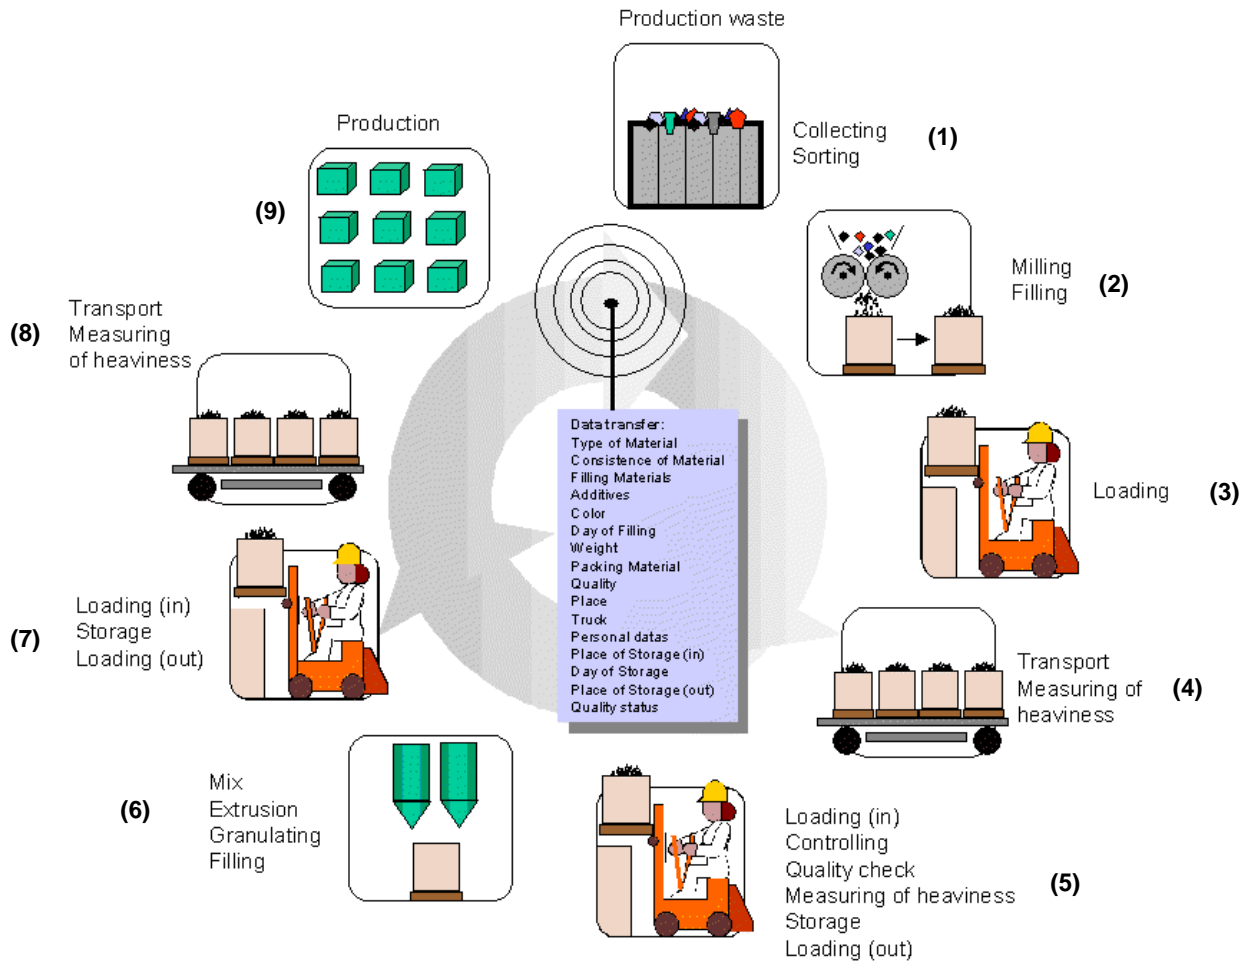 Production waste
Collecting
Sorting
(1)
Milling
Filling
(2)
Loading
(3)
Transport
Measuring of
heaviness
(4)
Loading (in)
Controlling
Quality check
Measuring of heaviness
Storage
Loading (out)
(5)
(6)
Mix
Extrusion
Granulating
Filling
(7)
Loading (in)
Storage
Loading (out)
(8)
Transport
Measuring
of heaviness
(9)
Production
Data transfer:
Type of Material
Consistence of Material
Filling Materials
Additives
Color
Day of Filling
Weight
Packing Material
Quality
Place
Truck
Personal datas
Place of Storage (in)
Day of Storage
Place of Storage (out)
Quality status